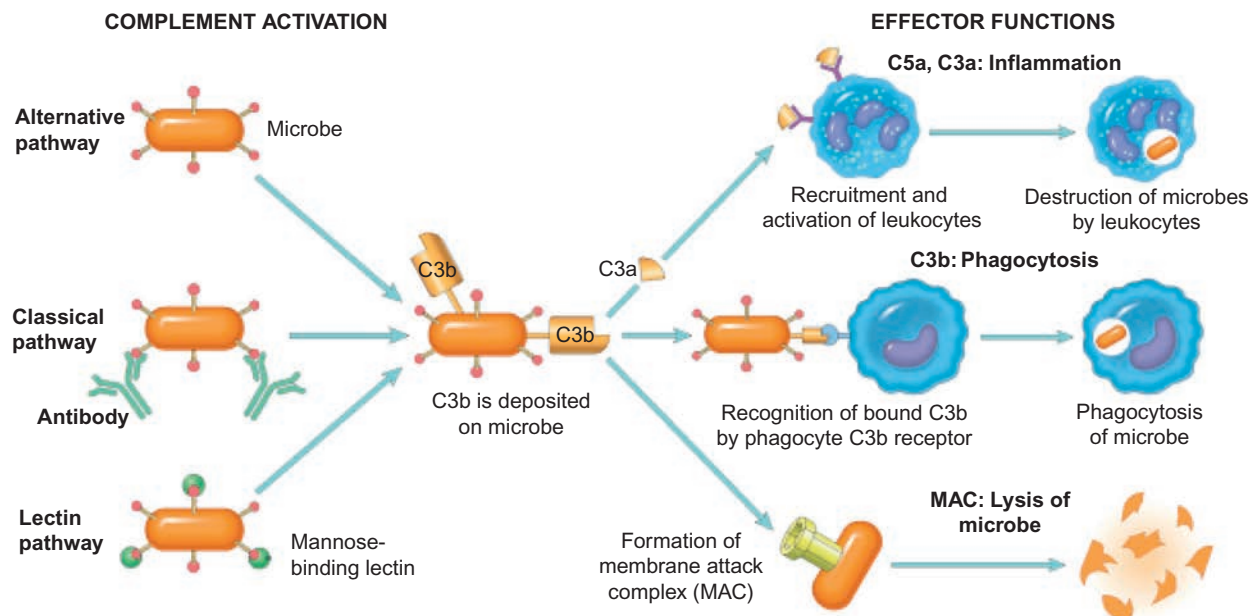 COMPLEMENT ACTIVATION
EFFECTOR FUNCTIONS
Alternative
pathway
Microbe
C5a, C3a: Inflammation
Recruitment and
activation of leukocytes
Destruction of microbes
by leukocytes
Classical
pathway
Antibody
C3b
C3b
C3b is deposited
on microbe
C3a
C3b: Phagocytosis
Recognition of bound C3b
by phagocyte C3b receptor
Phagocytosis
of microbe
Lectin
pathway
Mannose-
binding lectin
Formation of
membrane attack
complex (MAC)
MAC: Lysis of
microbe